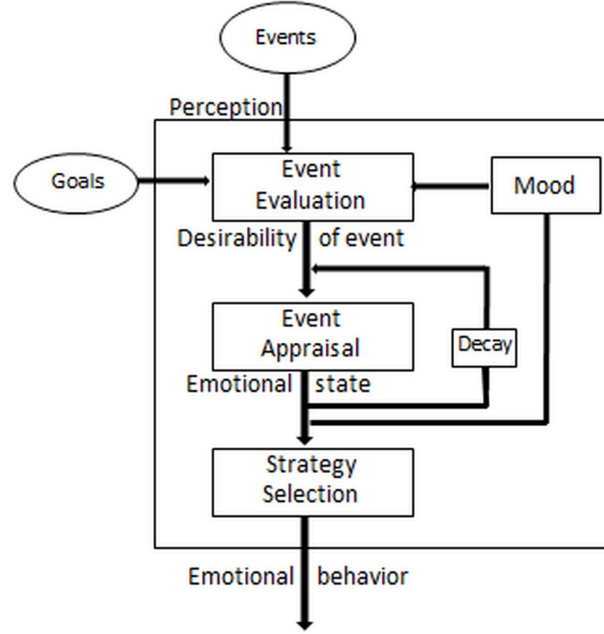 Events
Perception
Goals
Event
Evaluation
Mood
Desirability of event
Event
Appraisal
Decay
Emotional state
Strategy
Selection
Emotional behavior